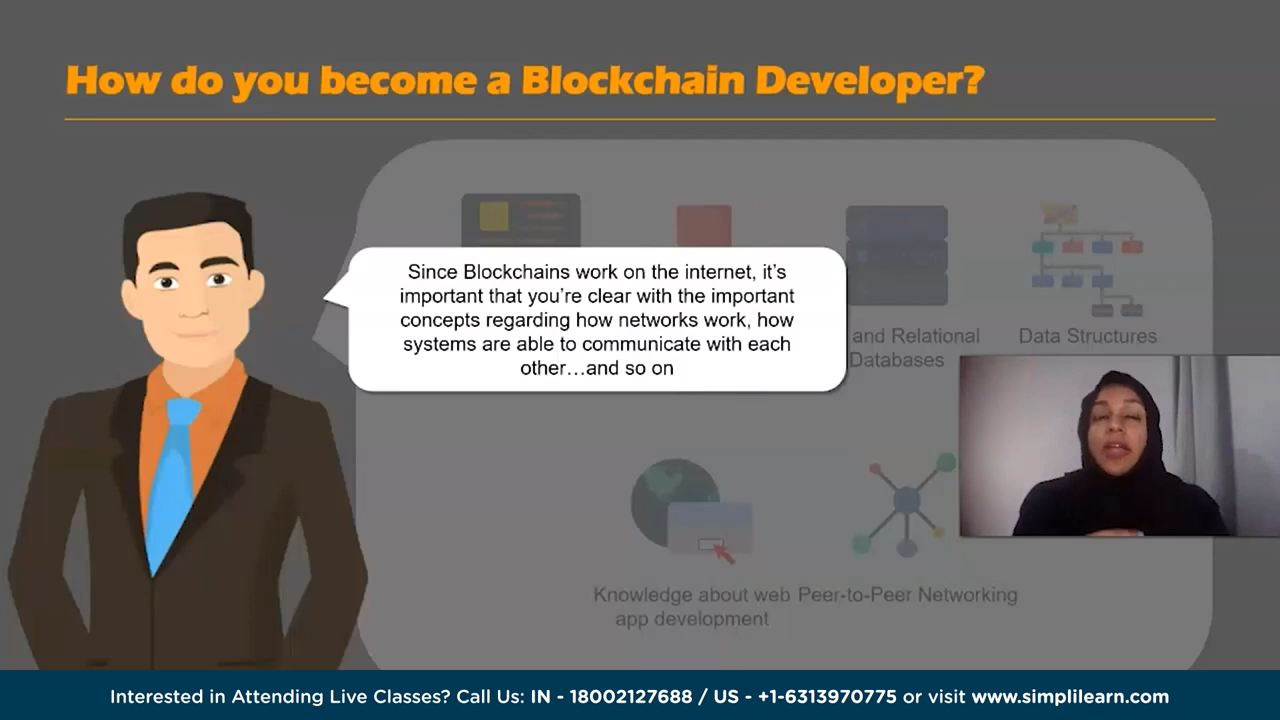 How do you become a Blockchain Developer?
Since Blockchains work on the internet, it's
important that you're clear with the important
concepts regarding how networks work, how
systems are able to communicate with each
other…and so on
and Relational
Databases
Data Structures
Knowledge about web
app development
Peer-to-Peer Networking
Interested in Attending Live Classes? Call Us: IN - 18002127688 / US - +1-6313970775 or visit www.simplilearn.com